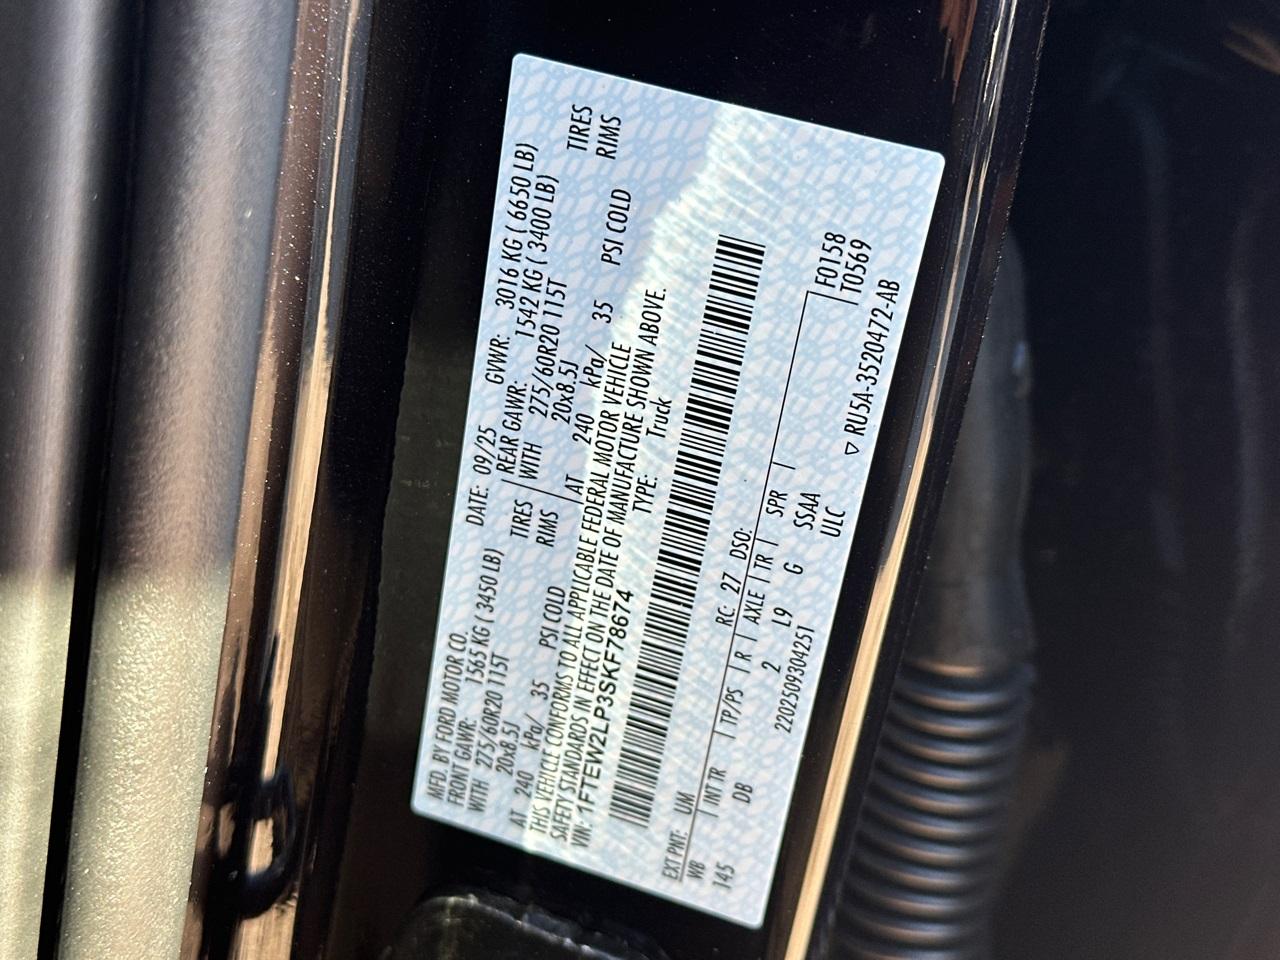 MFD. BY FORD MOTOR CO. DATE: 09/25 GVWR: 3016 KG ( 6650 LB)
FRONT GAWR: 1565 KG ( 3450 LB) REAR GAWR: 1542 KG ( 3400 LB)
WITH 275/60R20 115T TIRES WITH 275/60R20 115T TIRES
20x8.5J RIMS 20x8.5J RIMS
AT 240 kPa/ 35 PSI COLD AT 240 kPa/ 35 PSI COLD
THIS VEHICLE CONFORMS TO ALL APPLICABLE FEDERAL MOTOR VEHICLE
SAFETY STANDARDS IN EFFECT ON THE DATE OF MANUFACTURE SHOWN ABOVE.
VIN: 1FTEW2LP3SKF78674 TYPE: Truck
EXT PNT: UM RC: 27 DSO:
WB INT TR TP/PS R AXLE TR SPR F0158
145 DB 2 L9 G SSAA T0569
2202509304251 ULC ▽ RU5A-3520472-AB